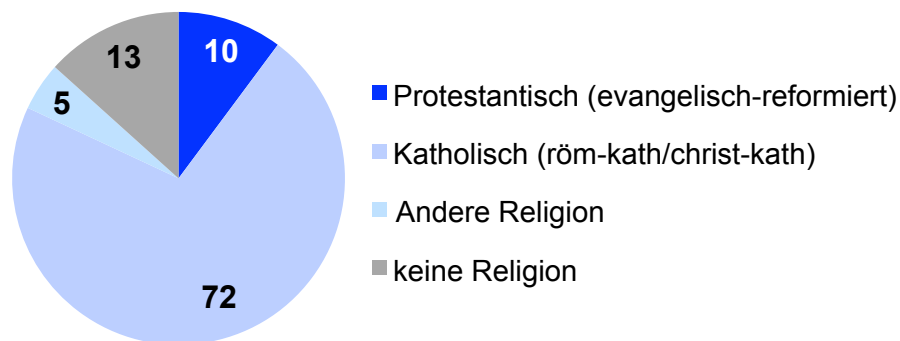 13
10
5
72
Protestantisch (evangelisch-reformiert)
Katholisch (röm-kath/christ-kath)
Andere Religion
keine Religion